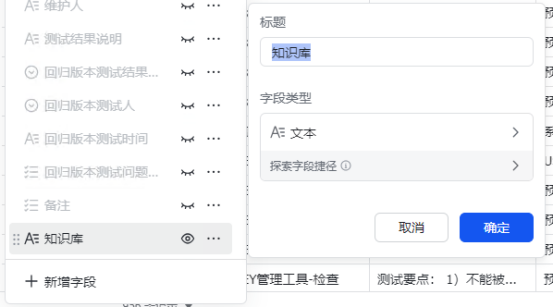 维护人
测试结果说明
回归版本测试结果...
回归版本测试人
回归版本测试时间
回归版本测试问题...
备注
知识库
新增字段
标题
知识库
字段类型
文本
探索字段捷径
取消
确定
EY管理工具-检查
测试要点： 1）不能被...